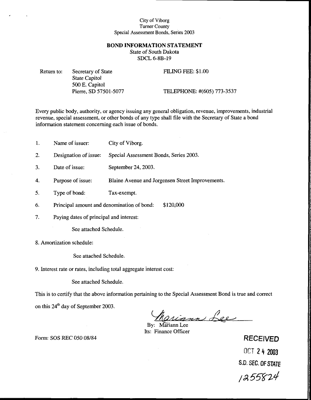 City of Viborg
Turner County
Special Assessment Bonds, Series 2003
BOND INFORMATION STATEMENT
State of South Dakota
SDCL 6-8B-19
Return to: Secretary of State FILING FEE: $1.00
State Capitol
500 E. Capitol
Pierre, SD 57501-5077 TELEPHONE: #(605) 773-3537
Every public body, authority, or agency issuing any general obligation, revenue, improvements, industrial
revenue, special assessment, or other bonds of any type shall file with the Secretary of State a bond
information statement concerning each issue of bonds.
1. Name of issuer: City of Viborg.
2. Designation of issue: Special Assessment Bonds, Series 2003.
3. Date of issue: September 24, 2003.
4. Purpose of issue: Blaine Avenue and Jorgensen Street Improvements.
5. Type of bond: Tax-exempt.
6. Principal amount and denomination of bond: $120,000
7. Paying dates of principal and interest:
See attached Schedule.
8. Amortization schedule:
See attached Schedule.
9. Interest rate or rates, including total aggregate interest cost:
See attached Schedule.
This is to certify that the above information pertaining to the Special Assessment Bond is true and correct
on this 24th day of September 2003.
Mariann Lee
By: Mariann Lee
Its: Finance Officer
Form: SOS REC 050 08/84
RECEIVED
OCT 24 2003
S.D. SEC. OF STATE
1255824